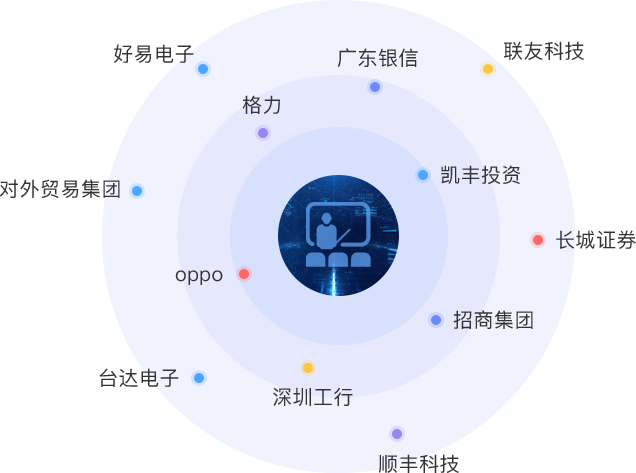 联友科技
好易电子
广东银信
格力
凯丰投资
对外贸易集团
长城证券
oppo
招商集团
台达电子
深圳工行
顺丰科技